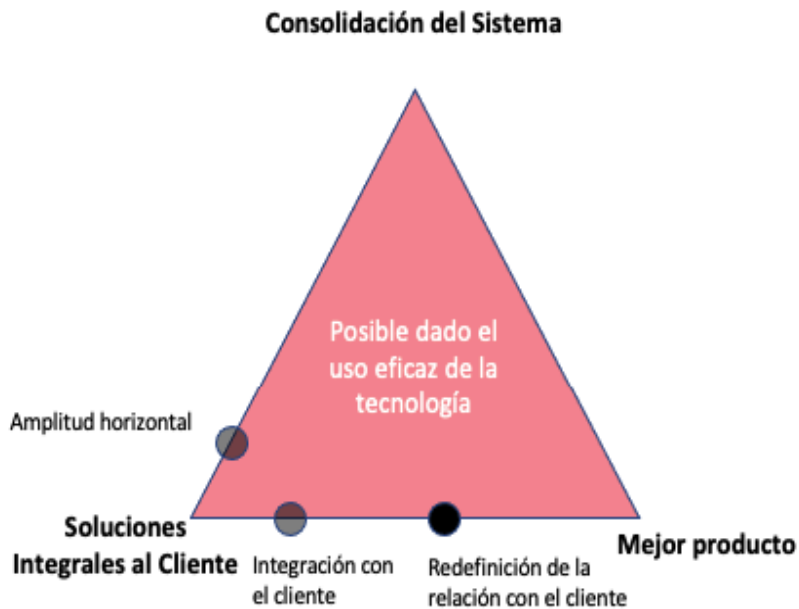 Consolidación del Sistema
Posible dado el
uso eficaz de la
tecnología
Amplitud horizontal
Soluciones
Integrales al Cliente
Integración con
el cliente
Redefinición de la
relación con el cliente
Mejor producto